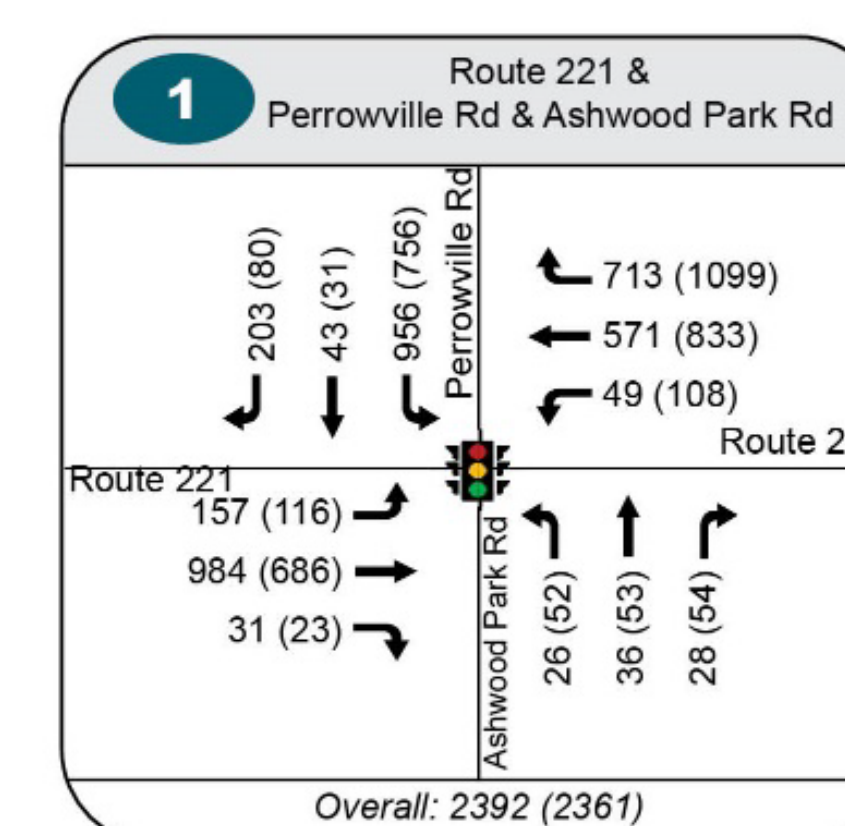 1
Route 221 &
Perrowville Rd & Ashwood Park Rd
203 (80)
43 (31)
956 (756)
Perrowville Rd
713 (1099)
571 (833)
49 (108)
Route 2
Route 221
157 (116)
984 (686)
31 (23)
Ashwood Park Rd
26 (52)
36 (53)
28 (54)
Overall: 2392 (2361)